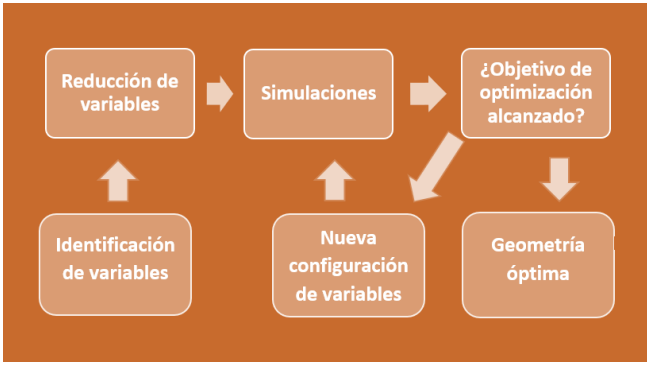 Reducción de
variables
Simulaciones
¿Objetivo de
optimización
alcanzado?
Identificación
de variables
Nueva
configuración
de variables
Geometría
óptima